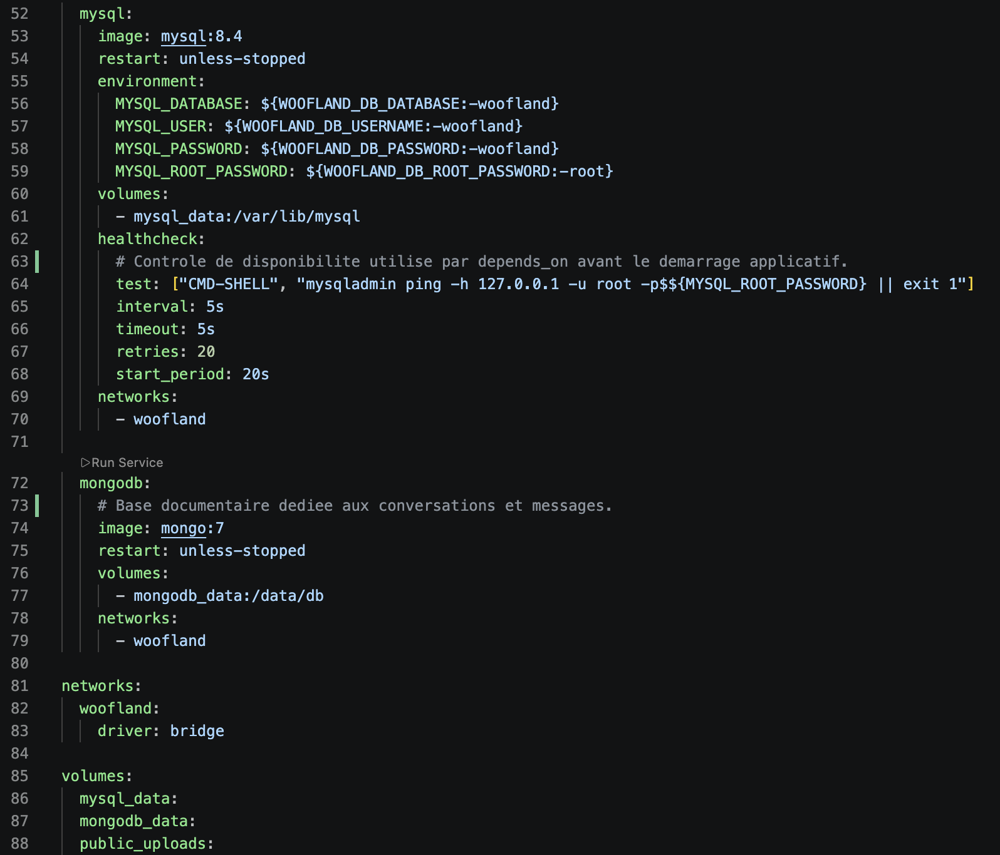 52 mysql:
53 image: mysql:8.4
54 restart: unless-stopped
55 environment:
56 MYSQL_DATABASE: ${WOOFLAND_DB_DATABASE:-woofland}
57 MYSQL_USER: ${WOOFLAND_DB_USERNAME:-woofland}
58 MYSQL_PASSWORD: ${WOOFLAND_DB_PASSWORD:-woofland}
59 MYSQL_ROOT_PASSWORD: ${WOOFLAND_DB_ROOT_PASSWORD:-root}
60 volumes:
61 - mysql_data:/var/lib/mysql
62 healthcheck:
63 # Controle de disponibilite utilise par depends_on avant le demarrage applicatif.
64 test: ["CMD-SHELL", "mysqladmin ping -h 127.0.0.1 -u root -p$${MYSQL_ROOT_PASSWORD} || exit 1"]
65 interval: 5s
66 timeout: 5s
67 retries: 20
68 start_period: 20s
69 networks:
70 - woofland
71
Run Service
72 mongodb:
73 # Base documentaire dediee aux conversations et messages.
74 image: mongo:7
75 restart: unless-stopped
76 volumes:
77 - mongodb_data:/data/db
78 networks:
79 - woofland
80
81 networks:
82 woofland:
83 driver: bridge
84
85 volumes:
86 mysql_data:
87 mongodb_data:
88 public_uploads: